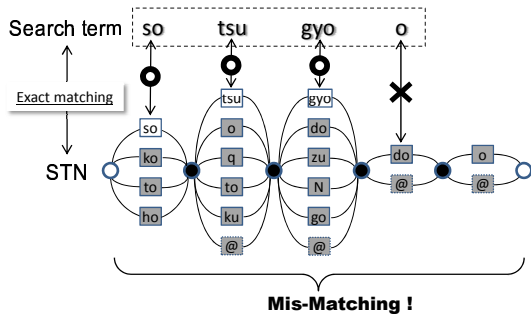 Search term so tsu gyo o
Exact matching
tsu gyo
so o do do o
ko q zu
STN to to N @ @
ho ku go
@ @
Mis-Matching !